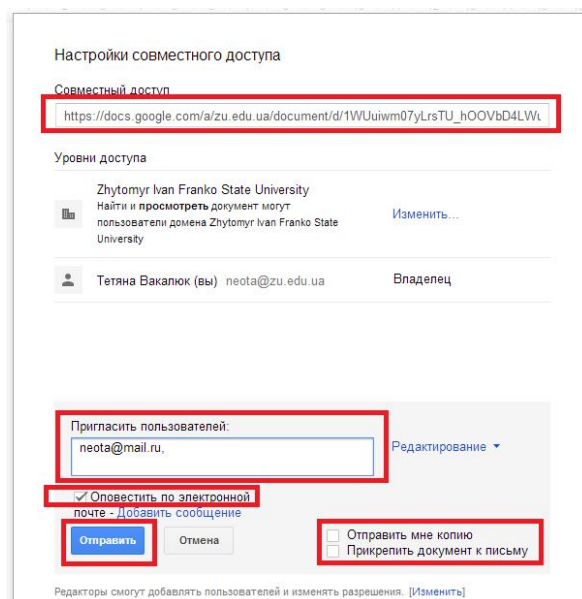 Настройки совместного доступа
Совместный доступ
https://docs.google.com/a/zu.edu.ua/document/d/1WUuiwm07yLrsTU_hOOVbD4LWu
Уровни доступа
Zhytomyr Ivan Franko State University
Найти и просмотреть документ могут
пользователи домена Zhytomyr Ivan Franko State
University
Изменить...
Тетяна Вакалюк (вы) neota@zu.edu.ua Владелец
Пригласить пользователей:
neota@mail.ru,
Редактирование
Оповестить по электронной
почте - Добавить сообщение
Отправить Отмена
Отправить мне копию
Прикрепить документ к письму
Редакторы смогут добавлять пользователей и изменять разрешения. [Изменить]